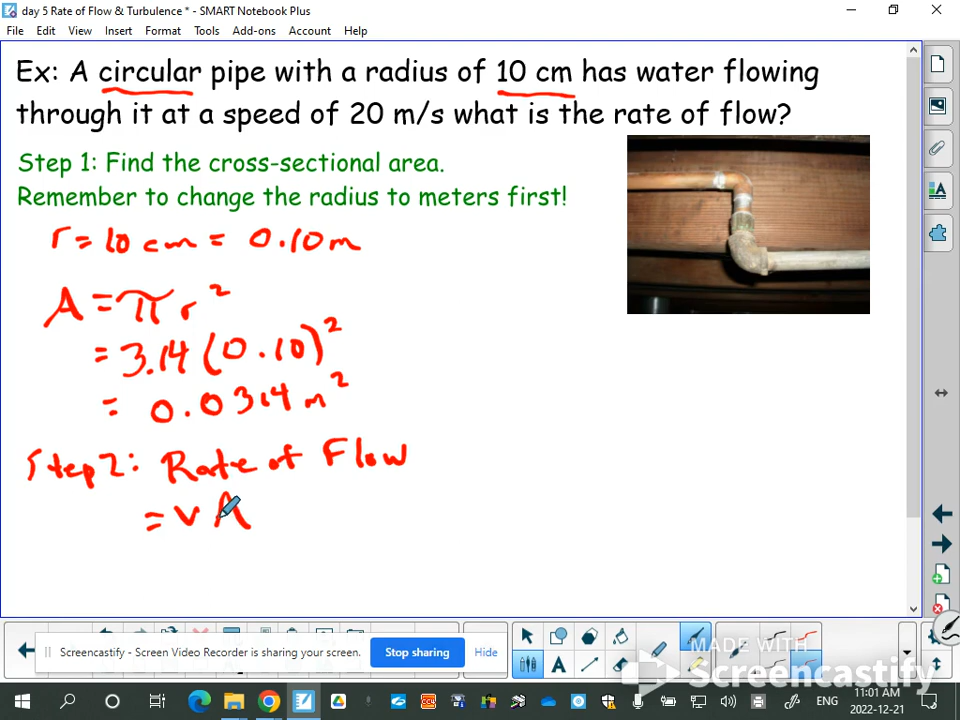 day 5 Rate of Flow & Turbulence * - SMART Notebook Plus
File Edit View Insert Format Tools Add-ons Account Help
Ex: A circular pipe with a radius of 10 cm has water flowing
through it at a speed of 20 m/s what is the rate of flow?
Step 1: Find the cross-sectional area.
Remember to change the radius to meters first!
r = 10 cm = 0.10 m
A = πr²
= 3.14 (0.10)²
= 0.0314 m²
Step 2: Rate of Flow
= v A
Screencastify - Screen Video Recorder is sharing your screen.
Stop sharing
Hide
MADE WITH
Screencastify
ENG
11:01 AM
2022-12-21